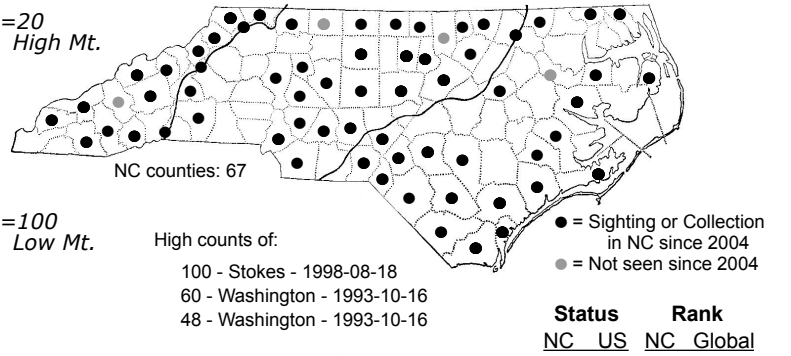 =20
High Mt.
NC counties: 67
=100
Low Mt.
High counts of:
100 - Stokes - 1998-08-18
60 - Washington - 1993-10-16
48 - Washington - 1993-10-16
= Sighting or Collection
in NC since 2004
= Not seen since 2004
Status Rank
NC US NC Global